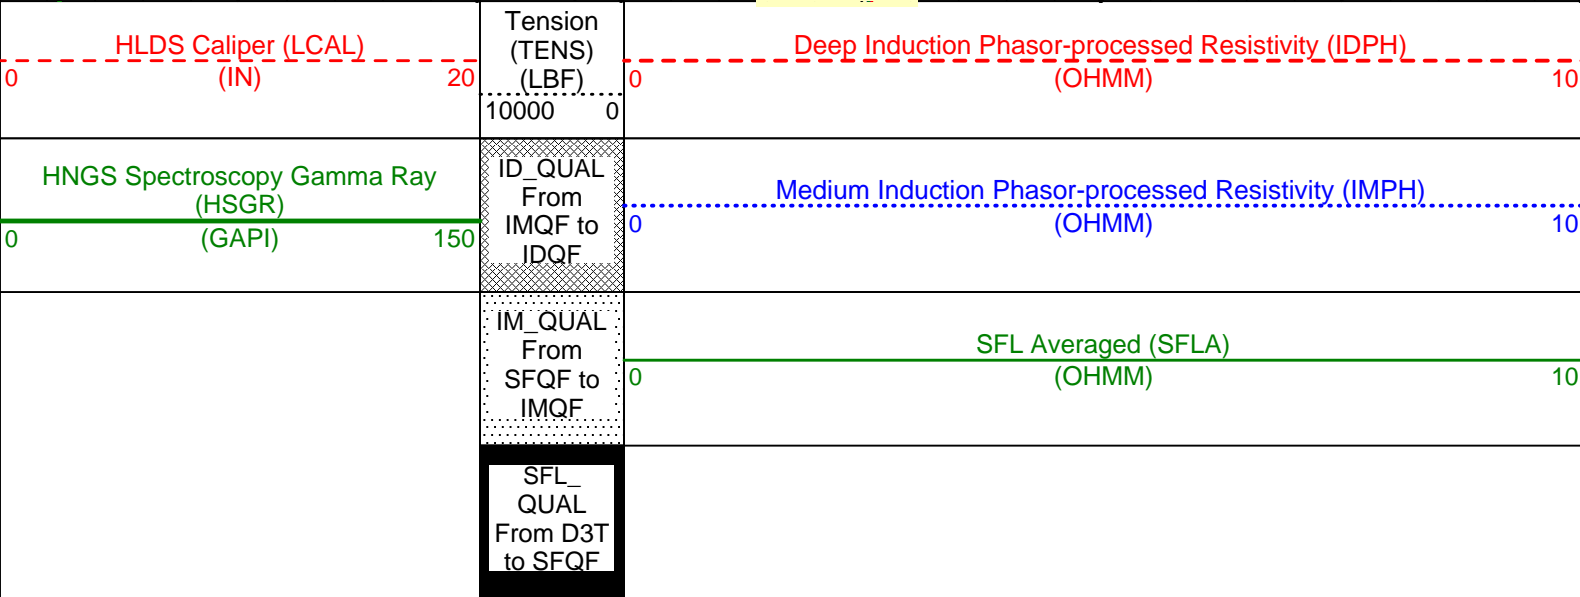 HLDS Caliper (LCAL)
0 (IN) 20
Tension
(TENS)
(LBF)
10000 0
Deep Induction Phasor-processed Resistivity (IDPH)
0 (OHMM) 10
HNGS Spectroscopy Gamma Ray
(HSGR)
0 (GAPI) 150
ID_QUAL
From
IMQF to
IDQF
Medium Induction Phasor-processed Resistivity (IMPH)
0 (OHMM) 10
IM_QUAL
From
SFQF to
IMQF
SFL Averaged (SFLA)
0 (OHMM) 10
SFL_
QUAL
From D3T
to SFQF